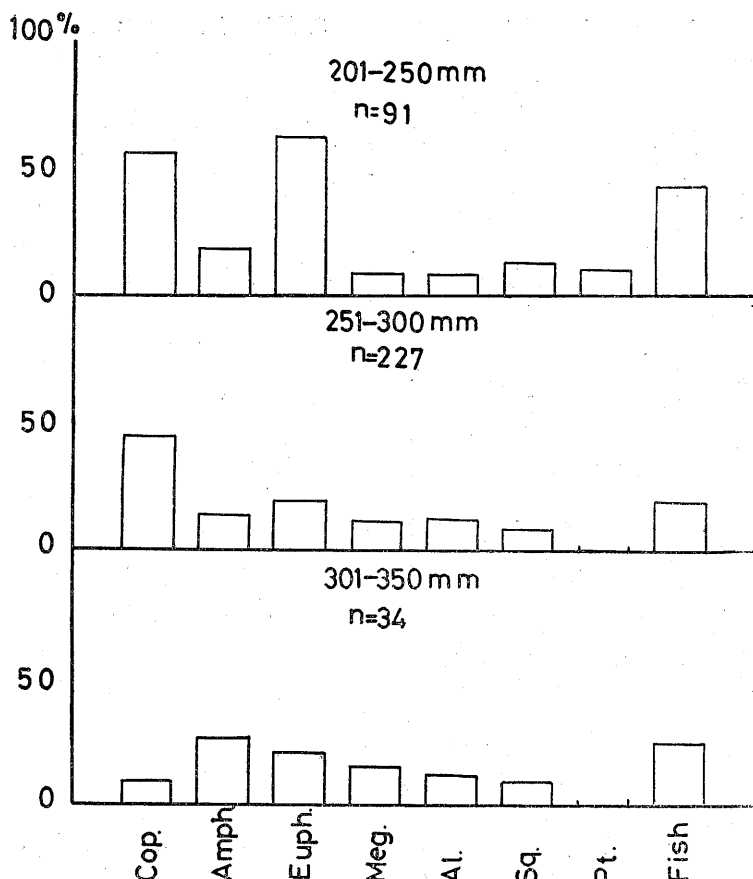 100%
201-250mm
n=91
50
0
251-300mm
n=227
50
0
301-350mm
n=34
50
0
Cop.
Amph.
Euph.
Meg.
Al.
Sq.
Pt.
Fish